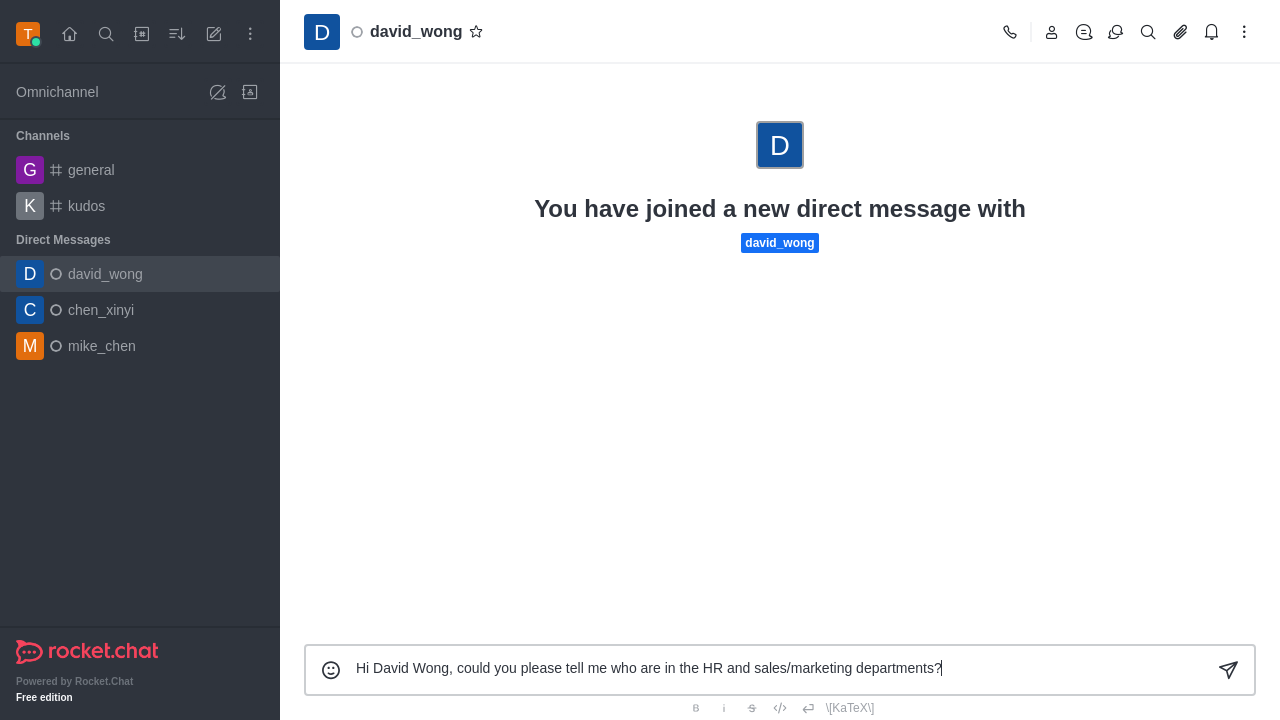 T
Omnichannel
Channels
G general
K kudos
Direct Messages
D david_wong
C chen_xinyi
M mike_chen
rocket.chat
Powered by Rocket.Chat
Free edition
D david_wong
D
You have joined a new direct message with
david_wong
Hi David Wong, could you please tell me who are in the HR and sales/marketing departments?
B i S \[KaTeX\]